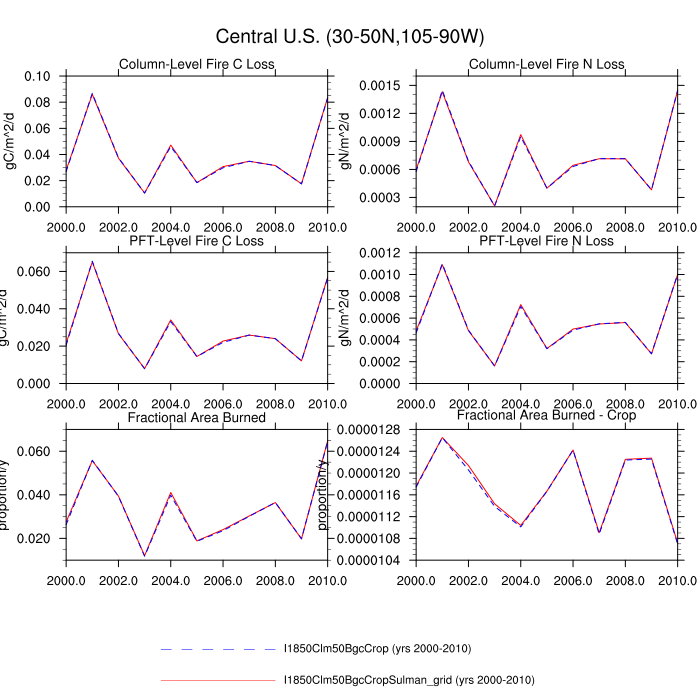 Central U.S. (30-50N,105-90W)
Column-Level Fire C Loss
gC/m^2/d
0.10
0.08
0.06
0.04
0.02
0.00
2000.0 2002.0 2004.0 2006.0 2008.0 2010.0
Column-Level Fire N Loss
gN/m^2/d
0.0015
0.0012
0.0009
0.0006
0.0003
2000.0 2002.0 2004.0 2006.0 2008.0 2010.0
PFT-Level Fire C Loss
gC/m^2/d
0.060
0.040
0.020
0.000
2000.0 2002.0 2004.0 2006.0 2008.0 2010.0
PFT-Level Fire N Loss
gN/m^2/d
0.0012
0.0010
0.0008
0.0006
0.0004
0.0002
0.0000
2000.0 2002.0 2004.0 2006.0 2008.0 2010.0
Fractional Area Burned
proportion/y
0.060
0.040
0.020
2000.0 2002.0 2004.0 2006.0 2008.0 2010.0
Fractional Area Burned - Crop
proportion/y
0.0000128
0.0000124
0.0000120
0.0000116
0.0000112
0.0000108
0.0000104
2000.0 2002.0 2004.0 2006.0 2008.0 2010.0
I1850Clm50BgcCrop (yrs 2000-2010)
I1850Clm50BgcCropSulman_grid (yrs 2000-2010)